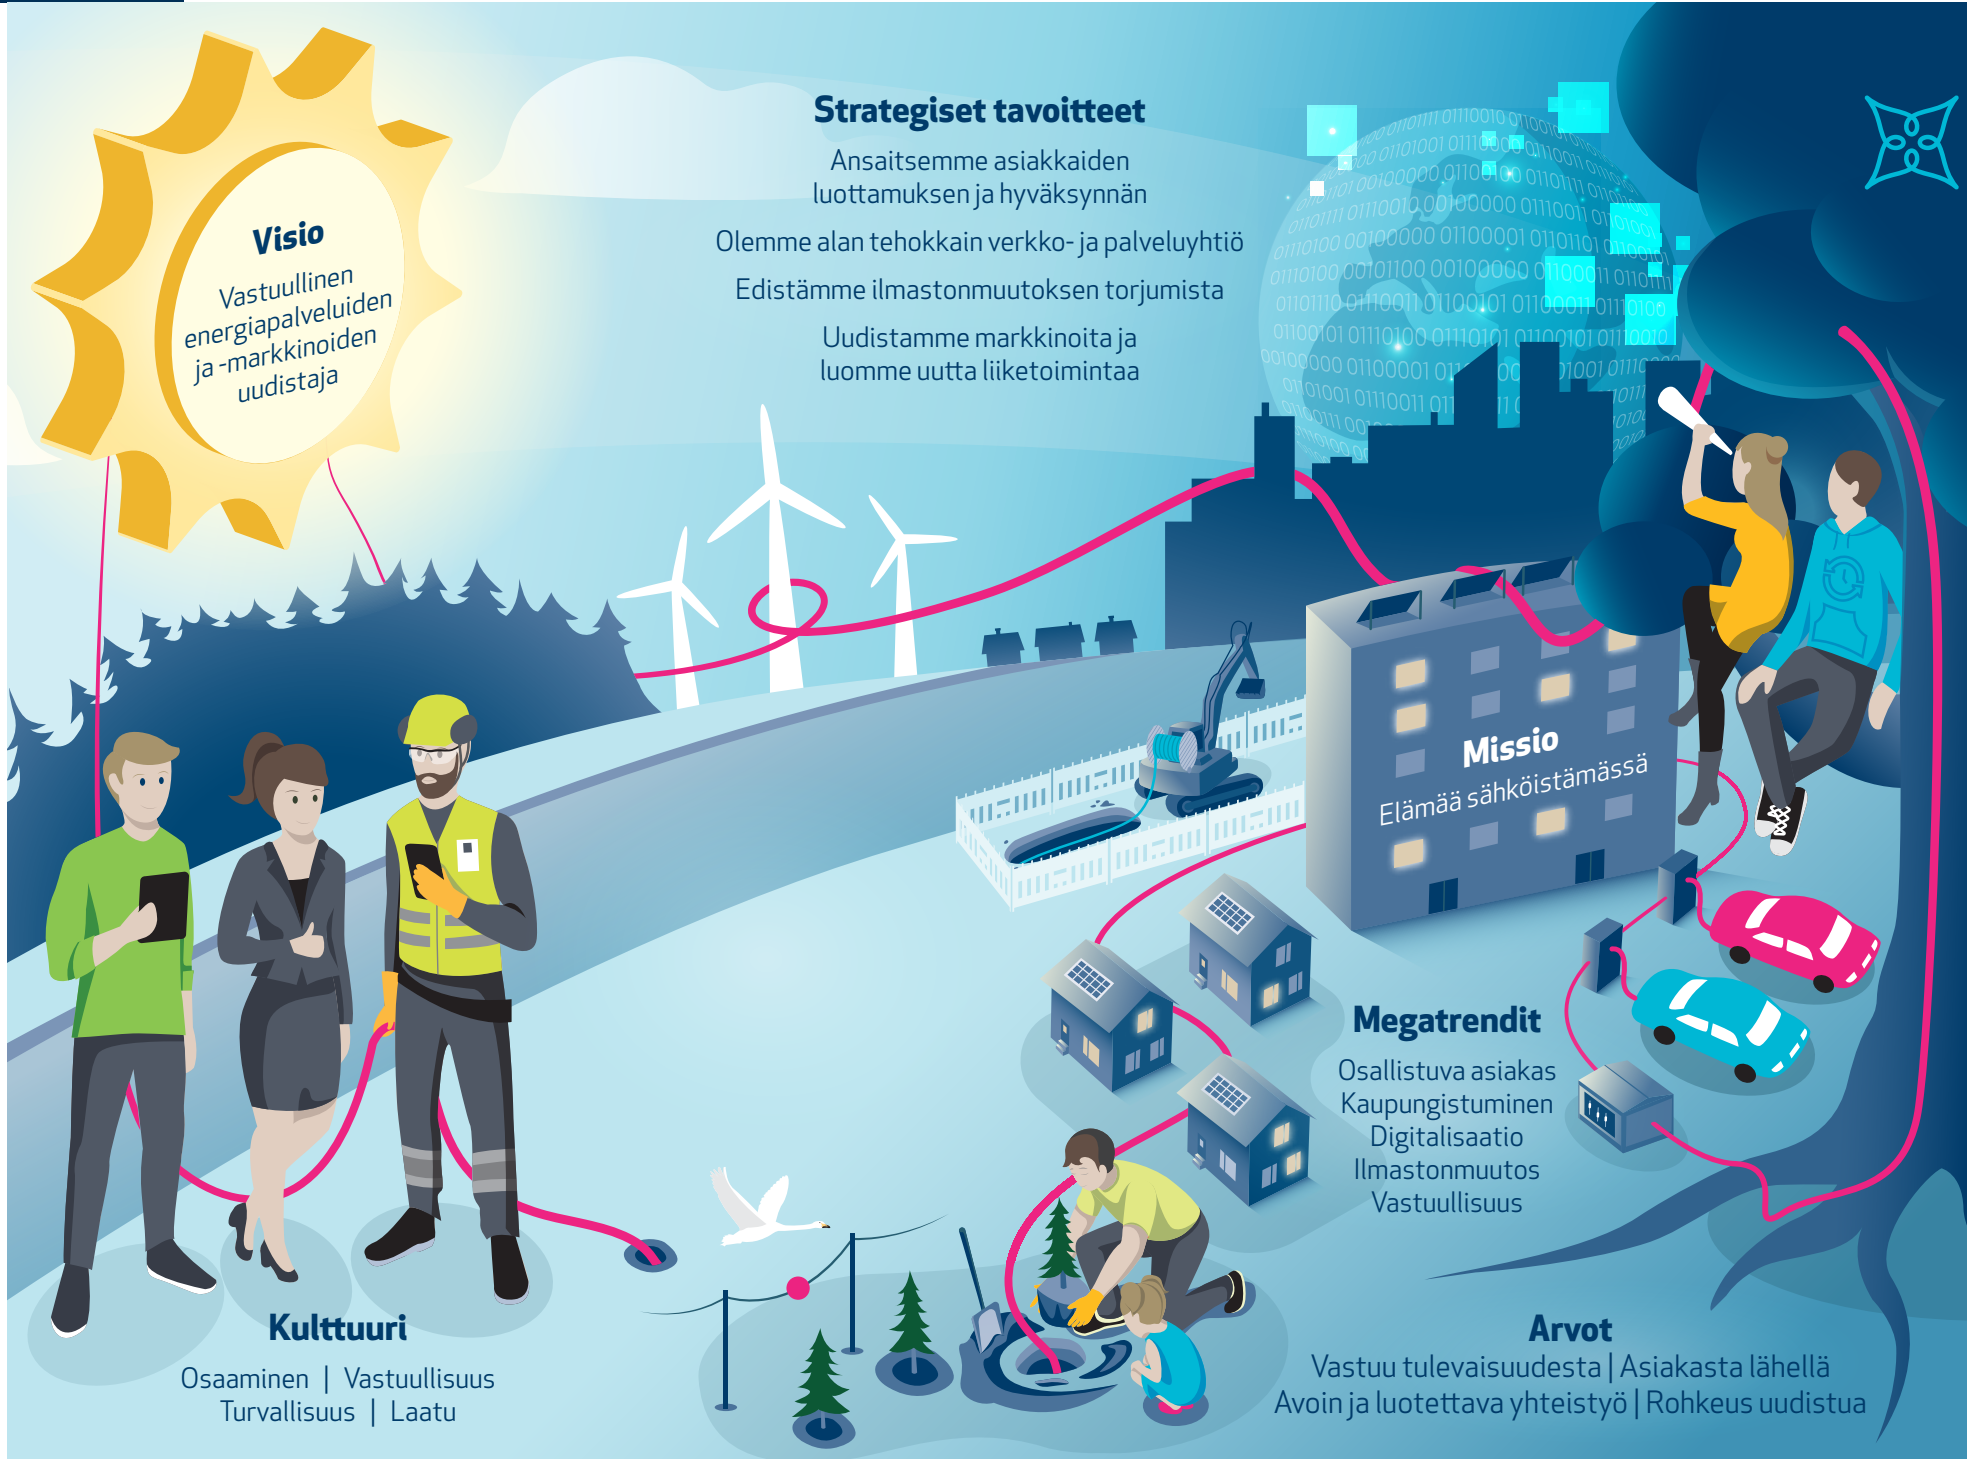 Strategiset tavoitteet
Ansaitsemme asiakkaiden
luottamuksen ja hyväksynnän
Olemme alan tehokkain verkko- ja palveluyhtiö
Edistämme ilmastonmuutoksen torjumista
Uudistamme markkinoita ja
luomme uutta liiketoimintaa
Visio
Vastuullinen
energiapalveluiden
ja -markkinoiden
uudistaja
Missio
Elämää sähköistämässä
Megatrendit
Osallistuva asiakas
Kaupungistuminen
Digitalisaatio
Ilmastonmuutos
Vastuullisuus
Kulttuuri
Osaaminen | Vastuullisuus
Turvallisuus | Laatu
Arvot
Vastuu tulevaisuudesta | Asiakasta lähellä
Avoin ja luotettava yhteistyö | Rohkeus uudistua